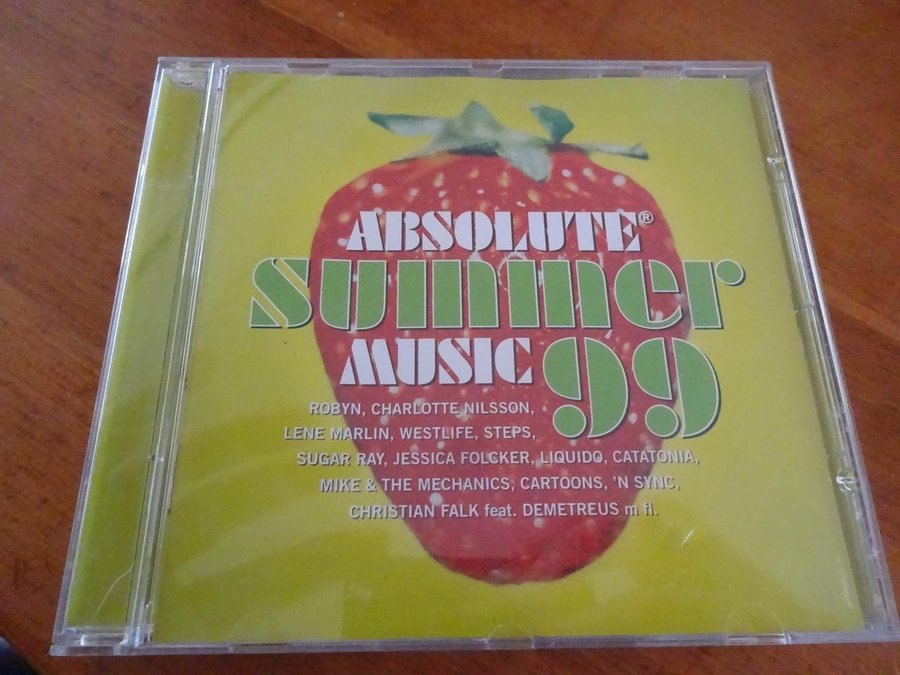 ABSOLUTE®
summer
MUSIC 99
ROBYN, CHARLOTTE NILSSON,
LENE MARLIN, WESTLIFE, STEPS,
SUGAR RAY, JESSICA FOLCKER, LIQUIDO, CATATONIA,
MIKE & THE MECHANICS, CARTOONS, 'N SYNC,
CHRISTIAN FALK feat. DEMETREUS m fl.